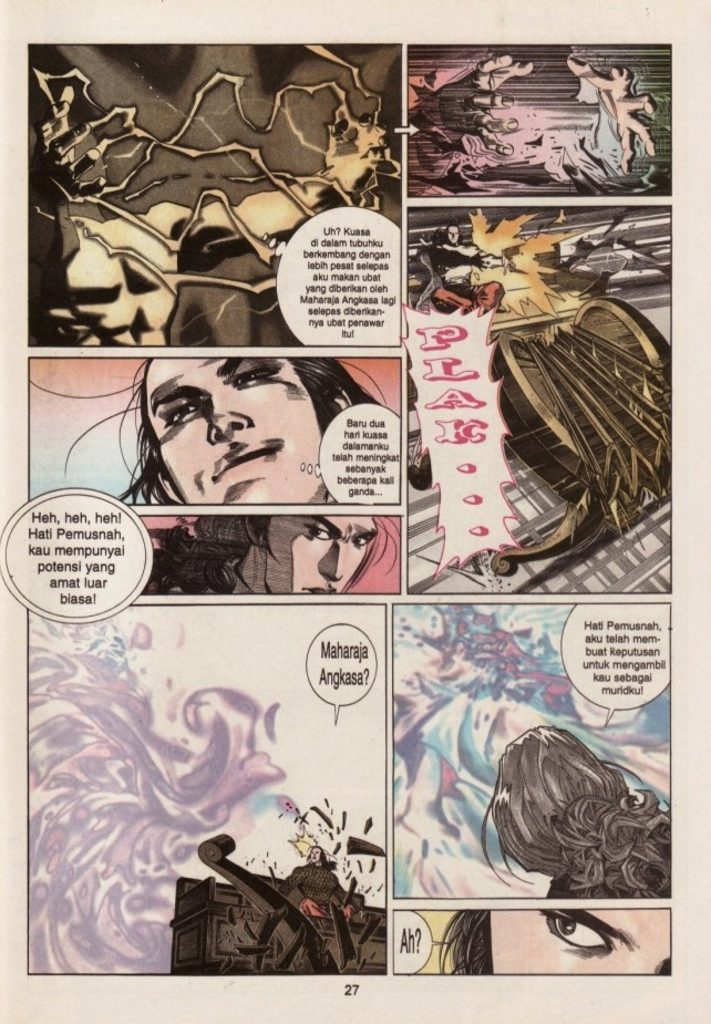 Uh? Kuasa
di dalam tubuhku
berkembang dengan
lebih pesat selepas
aku makan ubat
yang diberikan oleh
Maharaja Angkasa lagi
selepas diberikan-
nya ubat penawar
itu!
PLAK...
Baru dua
hari kuasa
dalamanku
telah meningkat
sebanyak
beberapa kali
ganda...
Heh, heh, heh!
Hati Pemusnah,
kau mempunyai
potensi yang
amat luar
biasa!
Maharaja
Angkasa?
Hati Pemusnah,
aku telah mem-
buat keputusan
untuk mengambil
kau sebagai
muridku!
Ah?
27